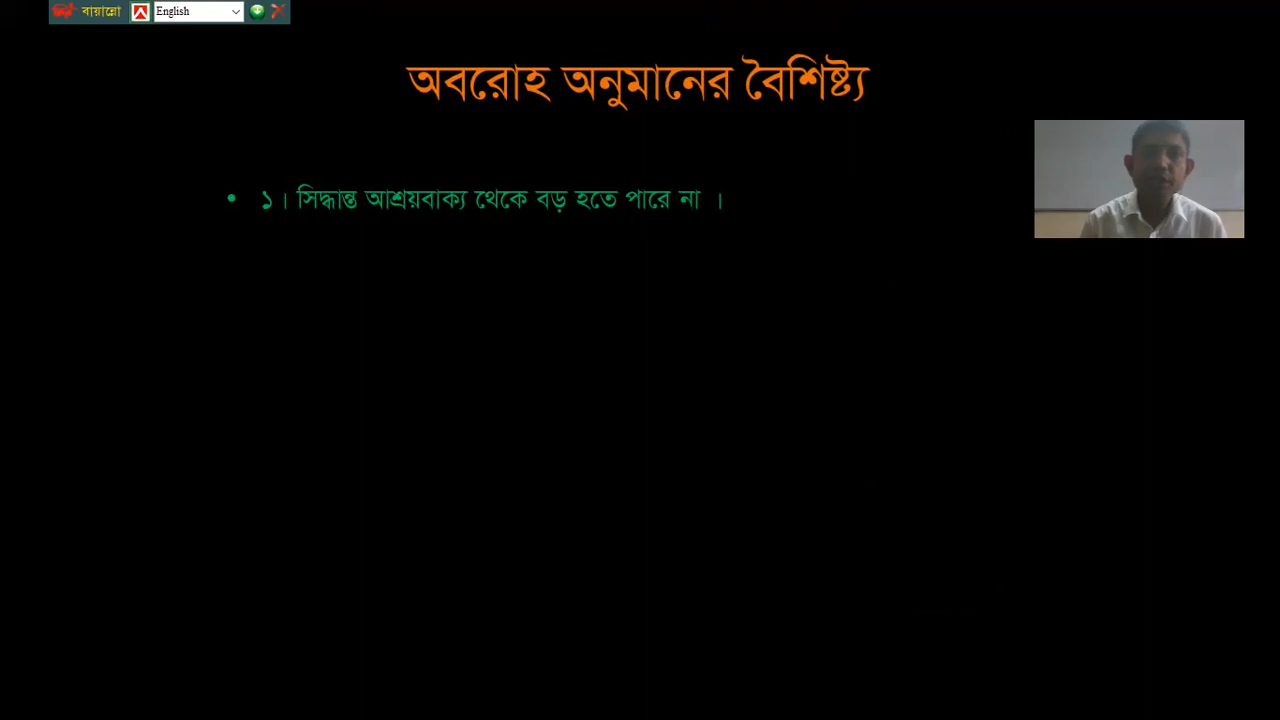 বায়ান্নো English
অবরোহ অনুমানের বৈশিষ্ট্য
• ১। সিদ্ধান্ত আশ্রয়বাক্য থেকে বড় হতে পারে না ।